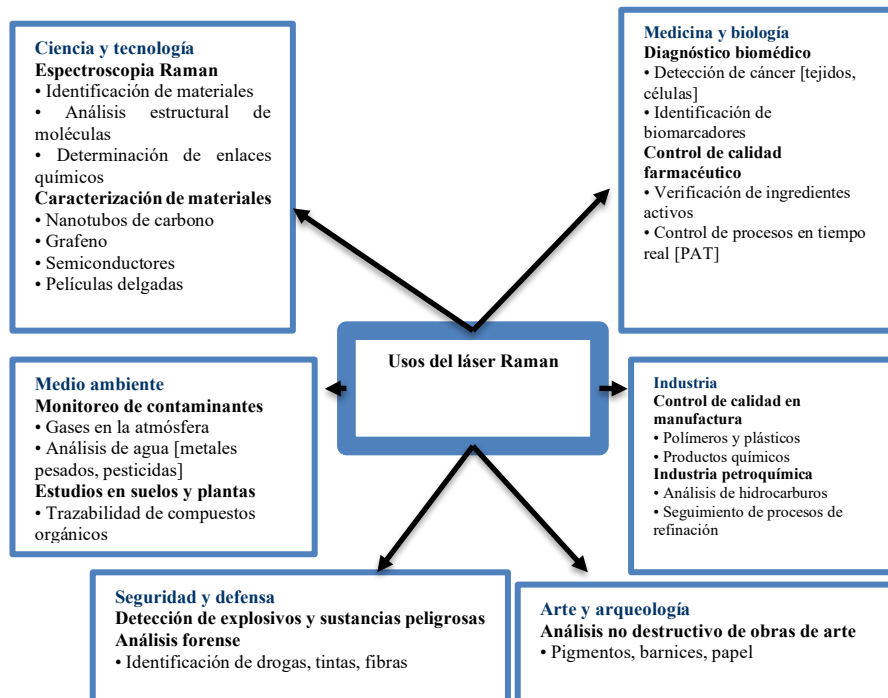 Ciencia y tecnología
Espectroscopia Raman
• Identificación de materiales
• Análisis estructural de
moléculas
• Determinación de enlaces
químicos
Caracterización de materiales
• Nanotubos de carbono
• Grafeno
• Semiconductores
• Películas delgadas
Medicina y biología
Diagnóstico biomédico
• Detección de cáncer [tejidos,
células]
• Identificación de
biomarcadores
Control de calidad
farmacéutico
• Verificación de ingredientes
activos
• Control de procesos en tiempo
real [PAT]
Usos del láser Raman
Medio ambiente
Monitoreo de contaminantes
• Gases en la atmósfera
• Análisis de agua [metales
pesados, pesticidas]
Estudios en suelos y plantas
• Trazabilidad de compuestos
orgánicos
Industria
Control de calidad en
manufactura
• Polímeros y plásticos
• Productos químicos
Industria petroquímica
• Análisis de hidrocarburos
• Seguimiento de procesos de
refinación
Seguridad y defensa
Detección de explosivos y sustancias peligrosas
Análisis forense
• Identificación de drogas, tintas, fibras
Arte y arqueología
Análisis no destructivo de obras de arte
• Pigmentos, barnices, papel